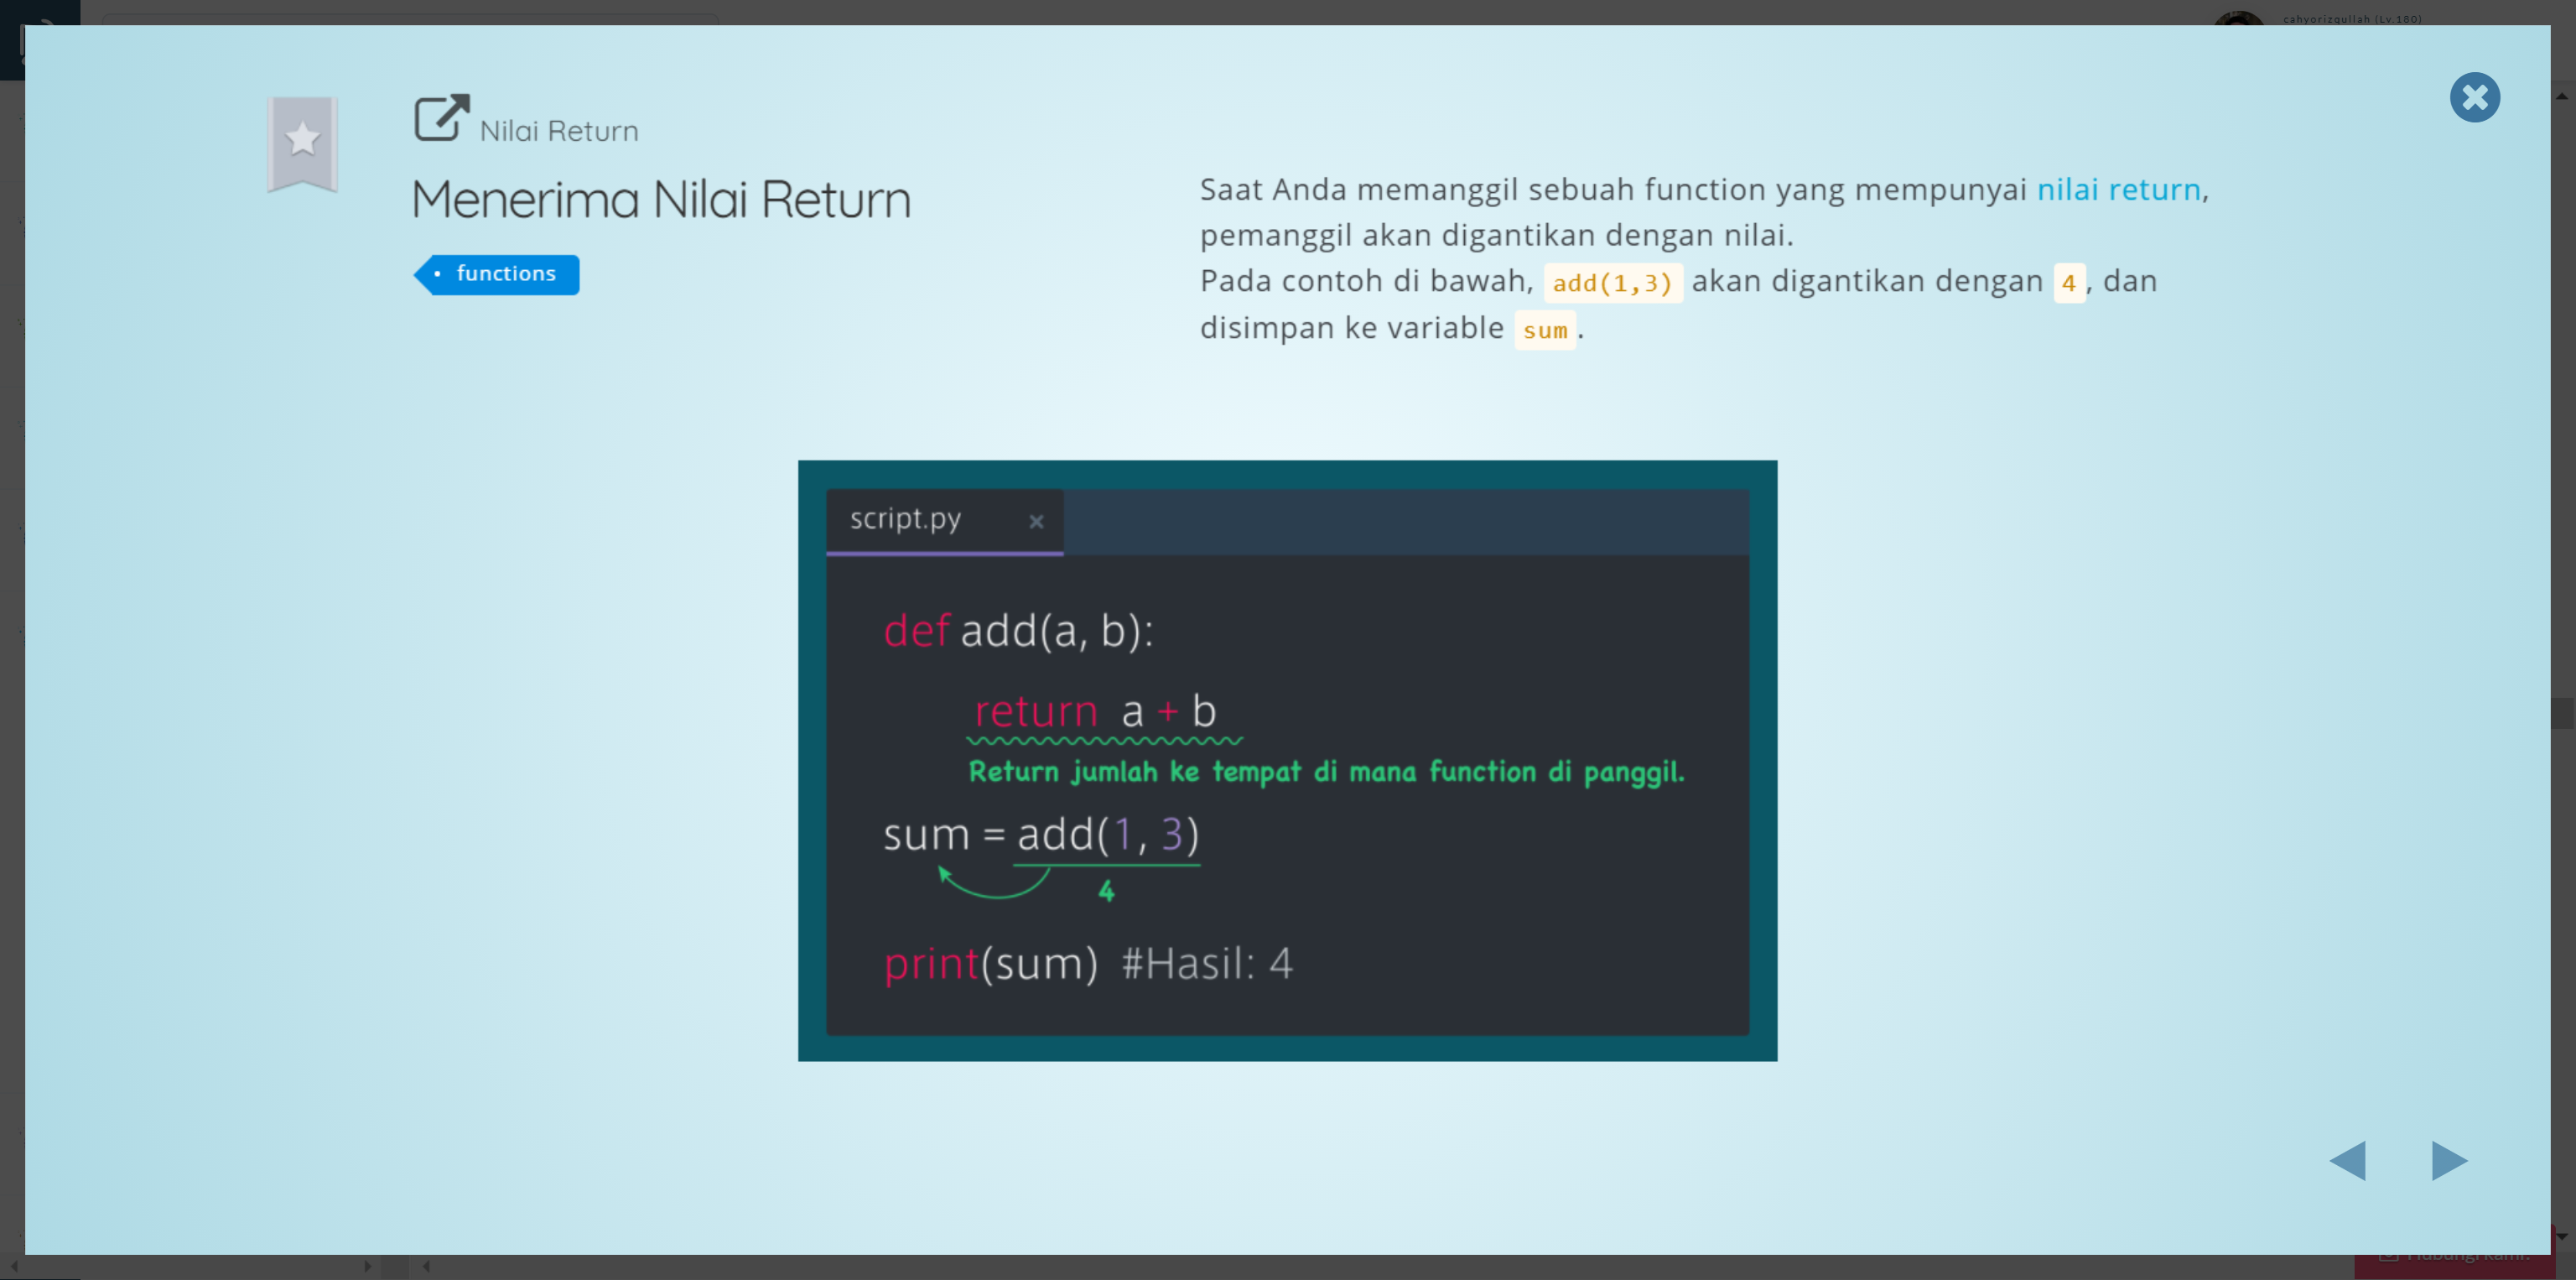 cahyorizqullah (Lv.180)
Nilai Return
Menerima Nilai Return
• functions
Saat Anda memanggil sebuah function yang mempunyai nilai return,
pemanggil akan digantikan dengan nilai.
Pada contoh di bawah, add(1,3) akan digantikan dengan 4, dan
disimpan ke variable sum.
script.py ×
def add(a, b):
return a + b
Return jumlah ke tempat di mana function di panggil.
sum = add(1, 3)
4
print(sum) #Hasil: 4
Hubungi kami.